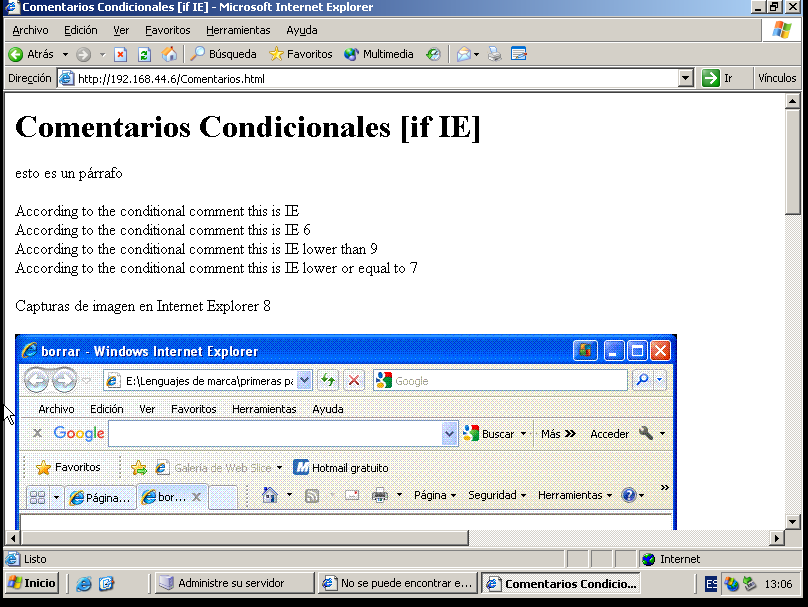 Comentarios Condicionales [if IE] - Microsoft Internet Explorer
Archivo Edición Ver Favoritos Herramientas Ayuda
Atrás Búsqueda Favoritos Multimedia
Dirección http://192.168.44.6/Comentarios.html Ir Vínculos
Comentarios Condicionales [if IE]
esto es un párrafo
According to the conditional comment this is IE
According to the conditional comment this is IE 6
According to the conditional comment this is IE lower than 9
According to the conditional comment this is IE lower or equal to 7
Capturas de imagen en Internet Explorer 8
borrar - Windows Internet Explorer
E:\Lenguajes de marca\primeras pa Google
Archivo Edición Ver Favoritos Herramientas Ayuda
x Google Buscar Más >> Acceder
Favoritos Galería de Web Slice Hotmail gratuito
Página... bor... x Página Seguridad Herramientas ? >>
Listo Internet
Inicio Administre su servidor No se puede encontrar e... Comentarios Condicio... ES 13:06